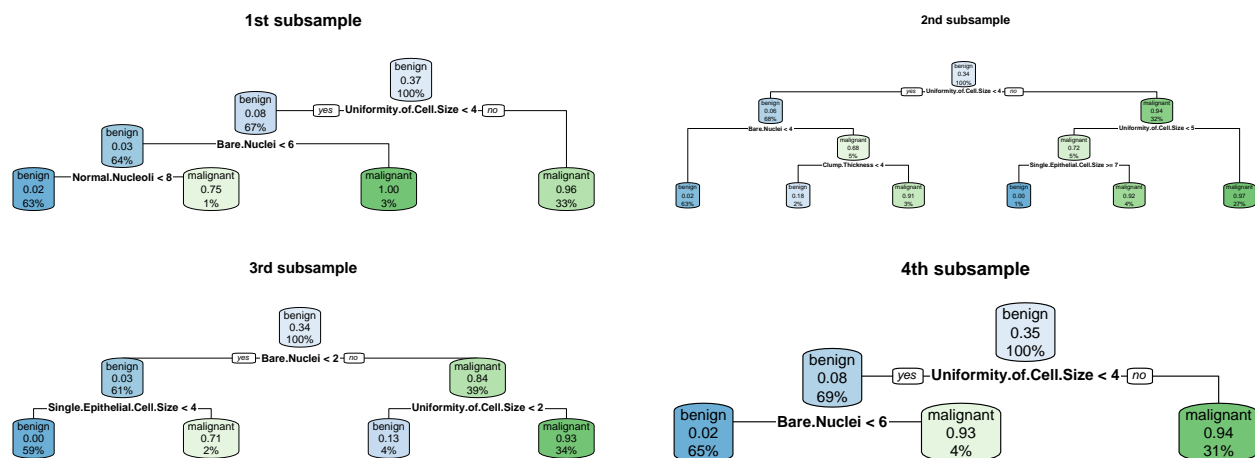 1st subsample
benign
0.37
100%
yes Uniformity.of.Cell.Size < 4 no
benign
0.08
67%
Bare.Nuclei < 6
benign
0.03
64%
Normal.Nucleoli < 8
benign
0.02
63%
malignant
0.75
1%
malignant
1.00
3%
malignant
0.96
33%
2nd subsample
benign
0.34
100%
yes Uniformity.of.Cell.Size < 4 no
benign
0.06
68%
Bare.Nuclei < 4
malignant
0.94
32%
Uniformity.of.Cell.Size < 5
malignant
0.68
5%
Clump.Thickness < 4
malignant
0.72
5%
Single.Epithelial.Cell.Size >= 7
benign
0.02
63%
benign
0.18
2%
malignant
0.91
3%
benign
0.00
1%
malignant
0.92
4%
malignant
0.97
27%
3rd subsample
benign
0.34
100%
yes Bare.Nuclei < 2 no
benign
0.03
61%
Single.Epithelial.Cell.Size < 4
malignant
0.84
39%
Uniformity.of.Cell.Size < 2
benign
0.00
59%
malignant
0.71
2%
benign
0.13
4%
malignant
0.93
34%
4th subsample
benign
0.35
100%
yes Uniformity.of.Cell.Size < 4 no
benign
0.08
69%
Bare.Nuclei < 6
benign
0.02
65%
malignant
0.93
4%
malignant
0.94
31%